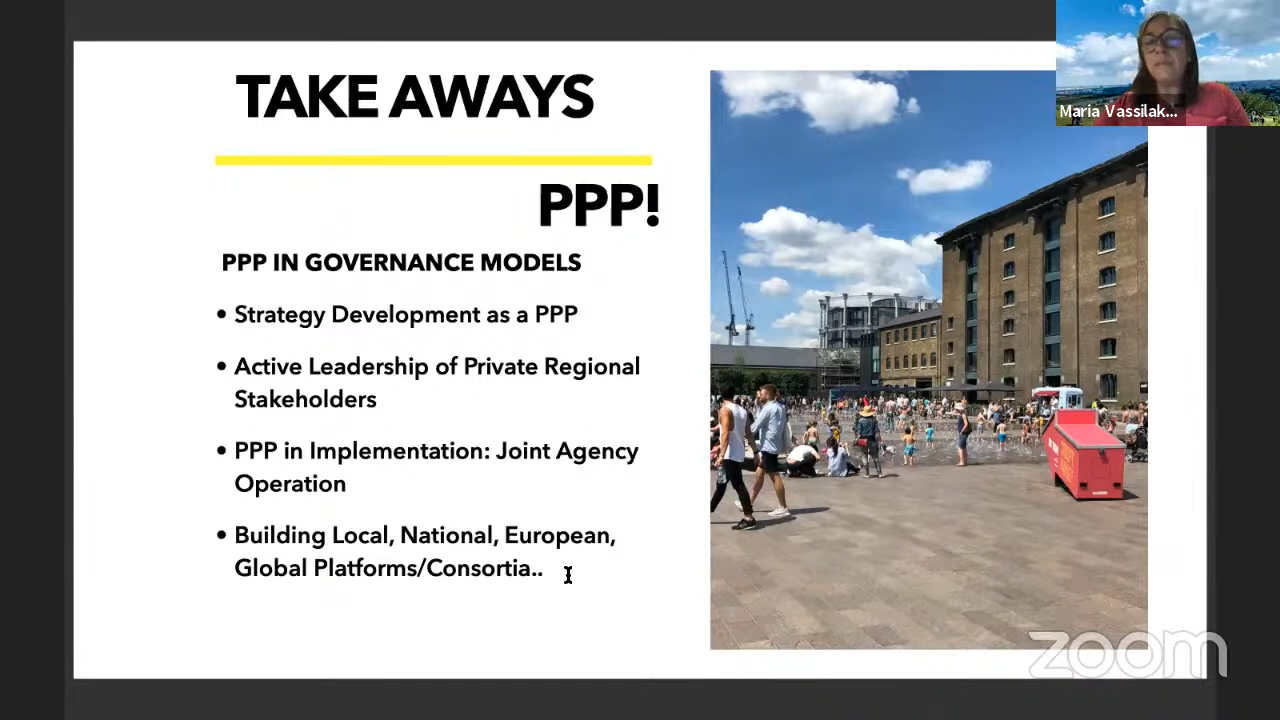 TAKE AWAYS
PPP!
PPP IN GOVERNANCE MODELS
• Strategy Development as a PPP
• Active Leadership of Private Regional
Stakeholders
• PPP in Implementation: Joint Agency
Operation
• Building Local, National, European,
Global Platforms/Consortia..
Maria Vassilak...
zoom